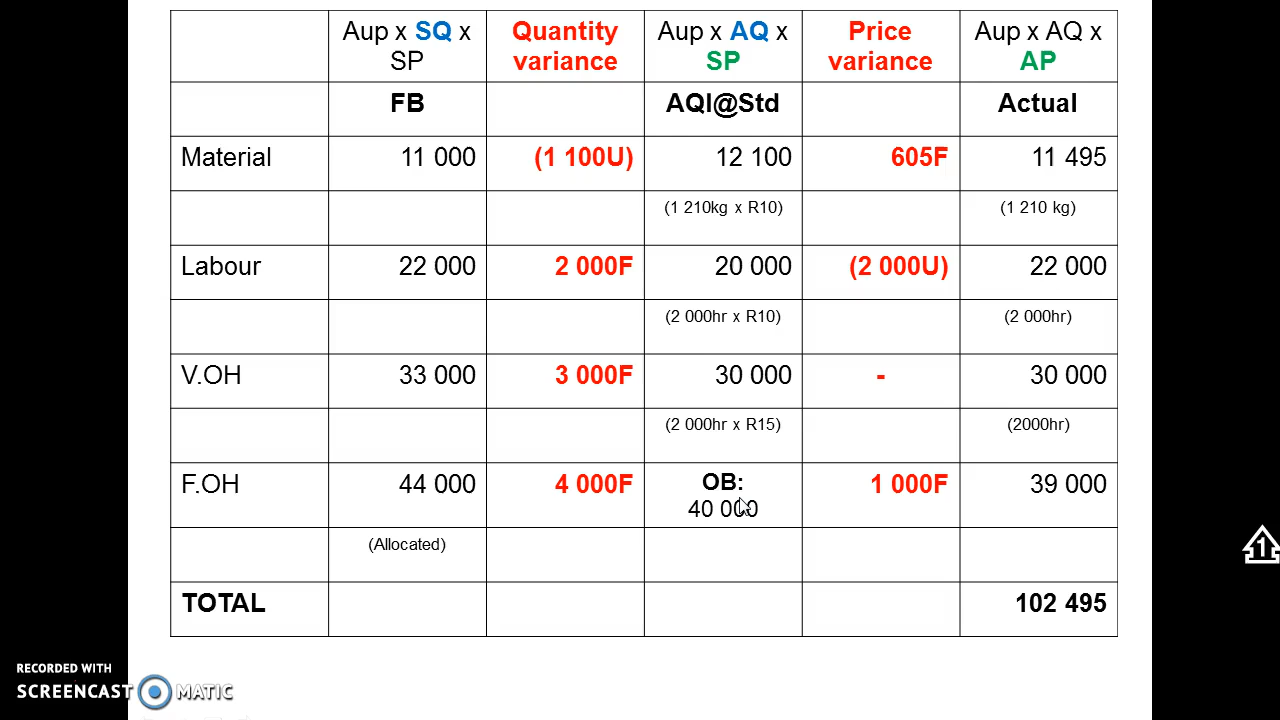 Aup x SQ x SP
Quantity variance
Aup x AQ x SP
Price variance
Aup x AQ x AP
FB
AQI@Std
Actual
Material 11 000 (1 100U) 12 100 605F 11 495
(1 210kg x R10) (1 210 kg)
Labour 22 000 2 000F 20 000 (2 000U) 22 000
(2 000hr x R10) (2 000hr)
V.OH 33 000 3 000F 30 000 - 30 000
(2 000hr x R15) (2000hr)
F.OH 44 000 4 000F OB: 40 000 1 000F 39 000
(Allocated)
TOTAL 102 495
1
RECORDED WITH
SCREENCAST MATIC